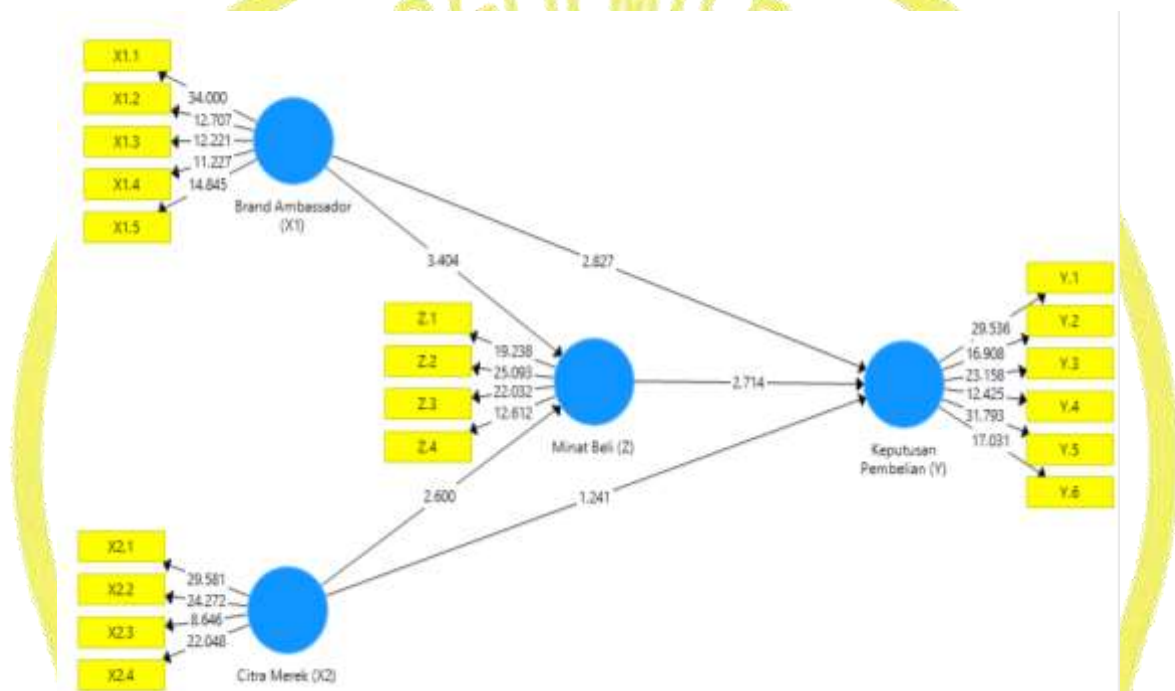 X1.1
34.000
X1.2
12.707
X1.3
12.221
X1.4
11.227
X1.5
14.845
Brand Ambassador
(X1)
3.404
2.827
Z.1
19.238
Z.2
25.093
Z.3
22.032
Z.4
12.612
Minat Beli (Z)
2.714
Y.1
29.536
Y.2
16.908
Y.3
23.158
Y.4
12.425
Y.5
31.793
Y.6
17.031
Keputusan
Pembelian (Y)
2.600
1.241
X2.1
29.581
X2.2
24.272
X2.3
8.646
X2.4
22.048
Citra Merek (X2)